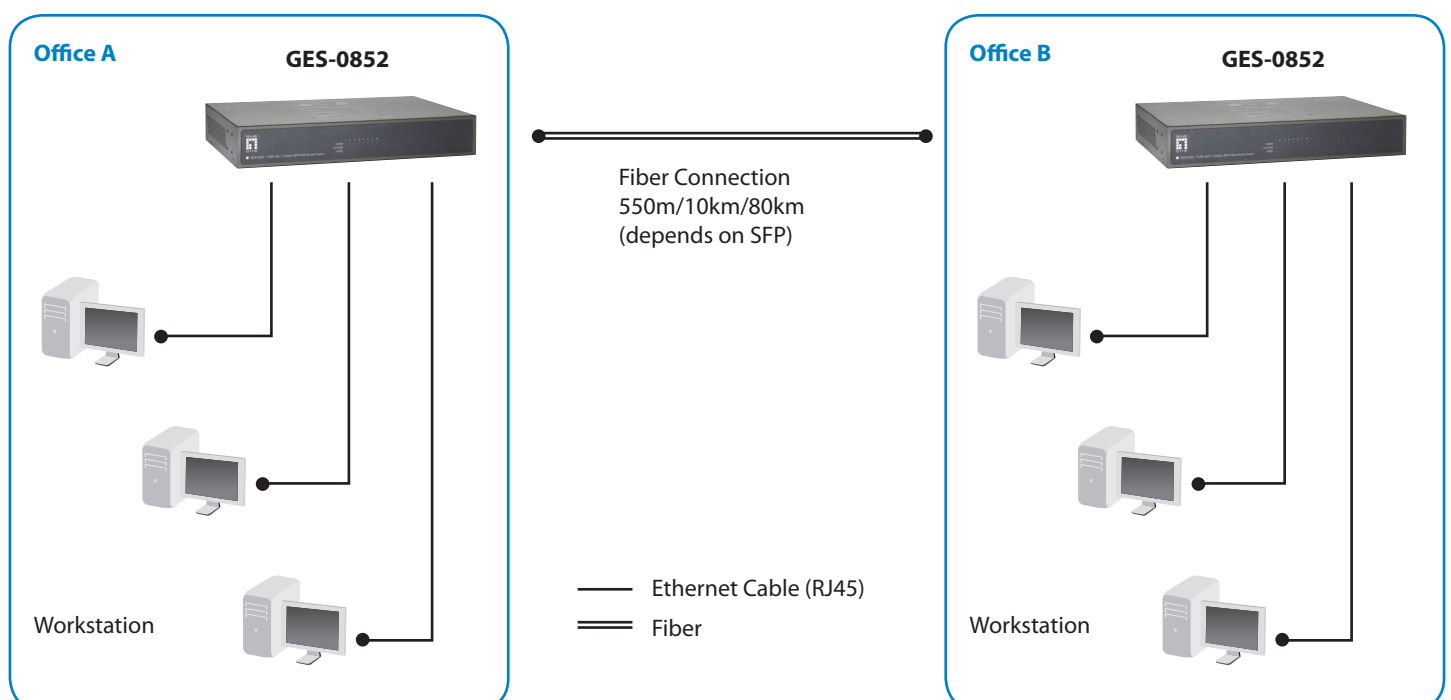 Office A
GES-0852
Office B
GES-0852
Fiber Connection
550m/10km/80km
(depends on SFP)
Workstation
Ethernet Cable (RJ45)
Fiber
Workstation